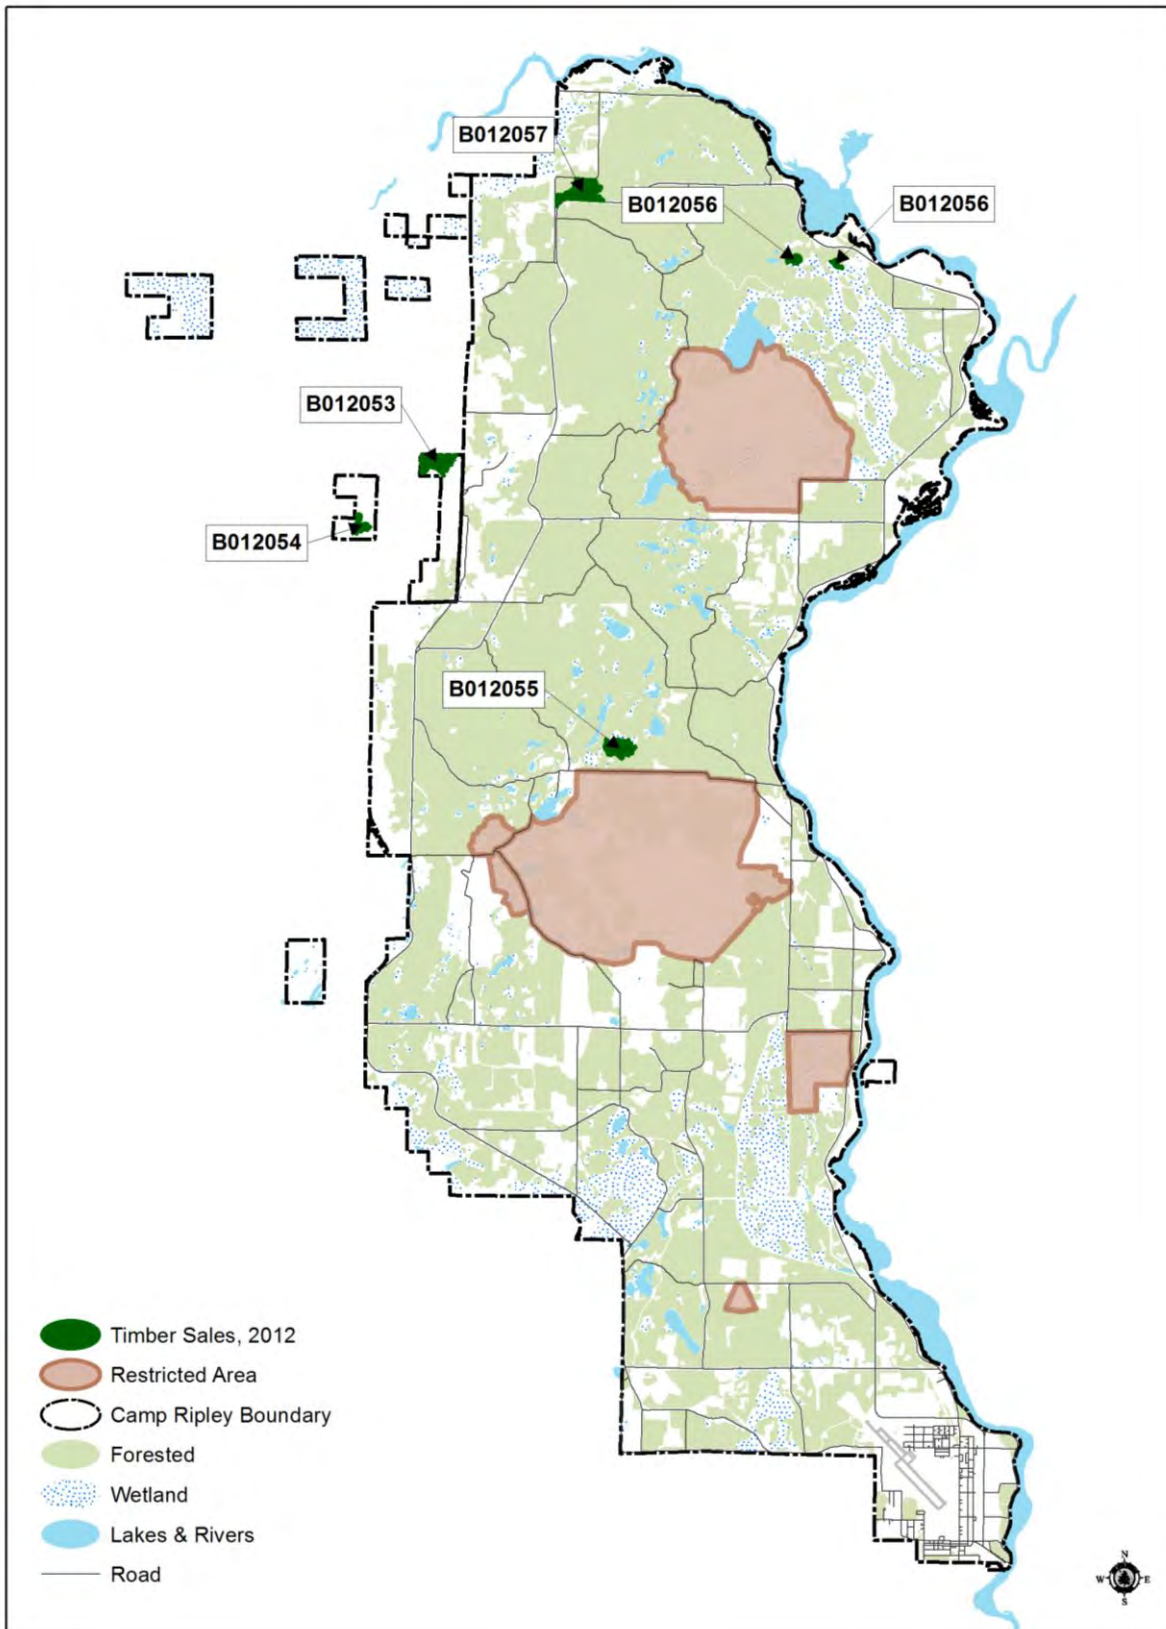 B012057
B012056
B012056
B012053
B012054
B012055
Timber Sales, 2012
Restricted Area
Camp Ripley Boundary
Forested
Wetland
Lakes & Rivers
Road
N
W E
S